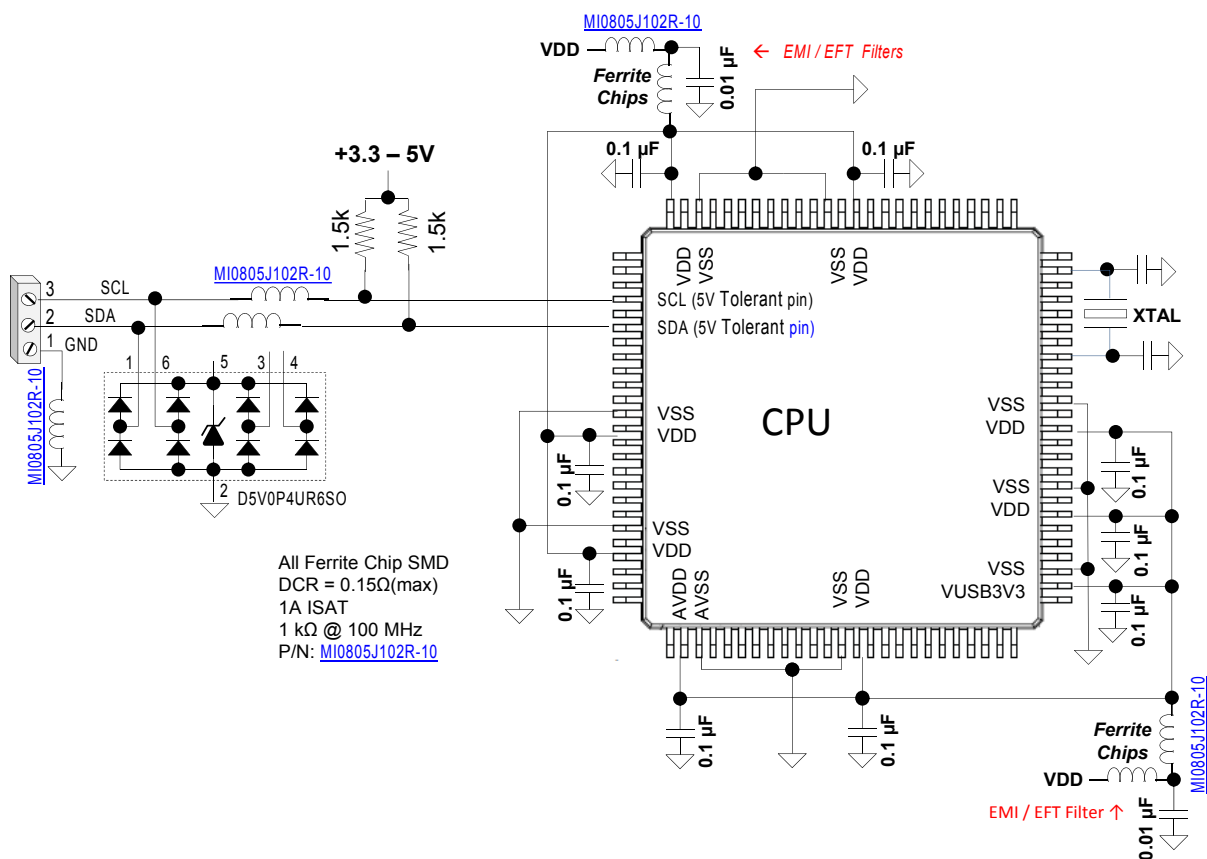 MI0805J102R-10
VDD
Ferrite
Chips
0.01 µF
← EMI / EFT Filters
0.1 µF
0.1 µF
+3.3 – 5V
1.5k
1.5k
MI0805J102R-10
3
SCL
2
SDA
1
GND
MI0805J102R-10
1
6
5
3
4
2
D5V0P4UR6SO
VDD
VSS
VSS
VDD
SCL (5V Tolerant pin)
SDA (5V Tolerant pin)
XTAL
CPU
VSS
VDD
0.1 µF
VSS
VDD
0.1 µF
VSS
VDD
0.1 µF
VSS
VDD
0.1 µF
VSS
VUSB3V3
0.1 µF
AVDD
AVSS
VSS
VDD
0.1 µF
0.1 µF
All Ferrite Chip SMD
DCR = 0.15Ω(max)
1A ISAT
1 kΩ @ 100 MHz
P/N: MI0805J102R-10
Ferrite
Chips
MI0805J102R-10
VDD
EMI / EFT Filter ↑
0.01 µF